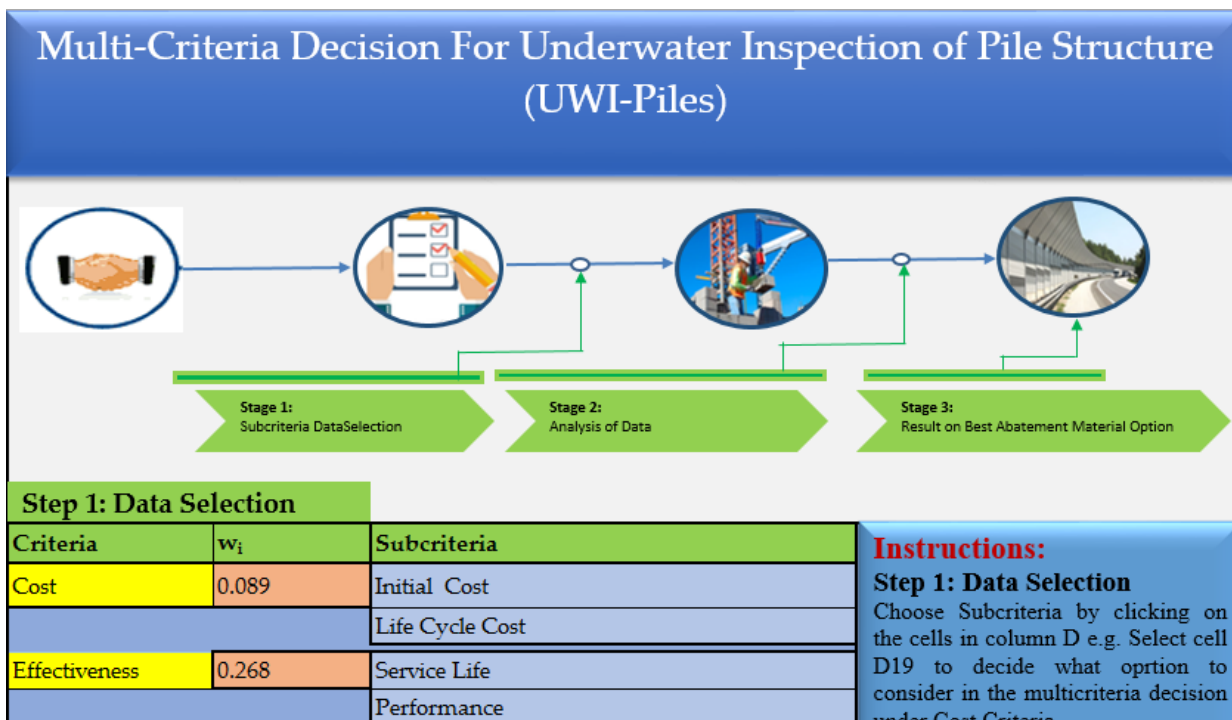 Multi-Criteria Decision For Underwater Inspection of Pile Structure
(UWI-Piles)
Stage 1:
Subcriteria DataSelection
Stage 2:
Analysis of Data
Stage 3:
Result on Best Abatement Material Option
Step 1: Data Selection
Criteria wi Subcriteria
Cost 0.089 Initial Cost
Life Cycle Cost
Effectiveness 0.268 Service Life
Performance
Instructions:
Step 1: Data Selection
Choose Subcriteria by clicking on
the cells in column D e.g. Select cell
D19 to decide what oprtion to
consider in the multicriteria decision
under Cost Criteria